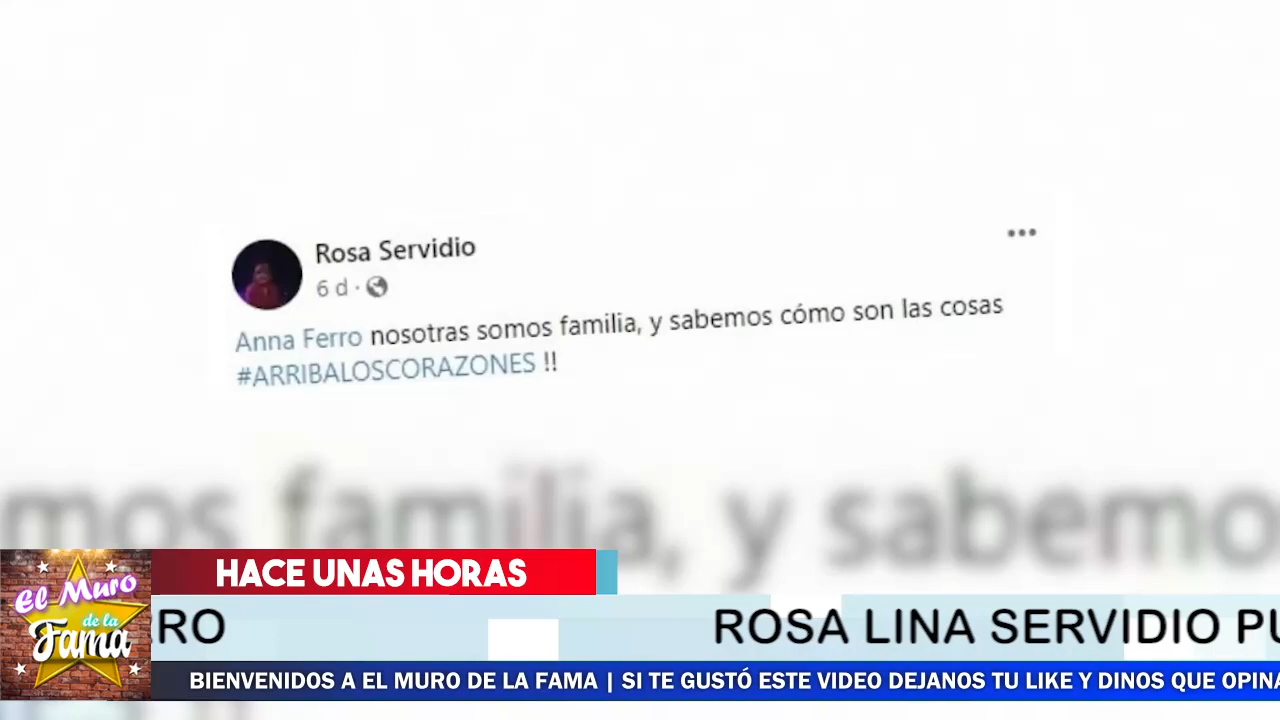 Rosa Servidio
6 d ·
Anna Ferro nosotras somos familia, y sabemos cómo son las cosas
#ARRIBALOSCORAZONES !!
mos familia, y sabemo
HACE UNAS HORAS
El Muro
de la
Fama
RO ROSA LINA SERVIDIO PU
BIENVENIDOS A EL MURO DE LA FAMA | SI TE GUSTÓ ESTE VIDEO DEJANOS TU LIKE Y DINOS QUE OPINA